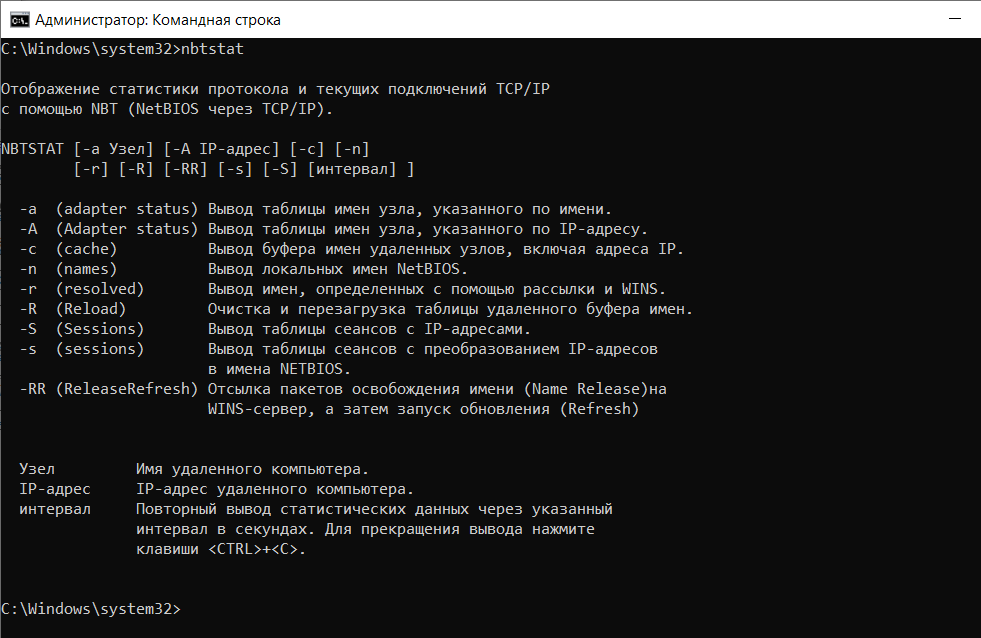 Администратор: Командная строка
C:\Windows\system32>nbtstat
Отображение статистики протокола и текущих подключений TCP/IP
с помощью NBT (NetBIOS через TCP/IP).
NBTSTAT [-a Узел] [-A IP-адрес] [-c] [-n]
[-r] [-R] [-RR] [-s] [-S] [интервал] ]
-a (adapter status) Вывод таблицы имен узла, указанного по имени.
-A (Adapter status) Вывод таблицы имен узла, указанного по IP-адресу.
-c (cache) Вывод буфера имен удаленных узлов, включая адреса IP.
-n (names) Вывод локальных имен NetBIOS.
-r (resolved) Вывод имен, определенных с помощью рассылки и WINS.
-R (Reload) Очистка и перезагрузка таблицы удаленного буфера имен.
-S (Sessions) Вывод таблицы сеансов с IP-адресами.
-s (sessions) Вывод таблицы сеансов с преобразованием IP-адресов
в имена NETBIOS.
-RR (ReleaseRefresh) Отсылка пакетов освобождения имени (Name Release)на
WINS-сервер, а затем запуск обновления (Refresh)
Узел Имя удаленного компьютера.
IP-адрес IP-адрес удаленного компьютера.
интервал Повторный вывод статистических данных через указанный
интервал в секундах. Для прекращения вывода нажмите
клавиши <CTRL>+<C>.
C:\Windows\system32>